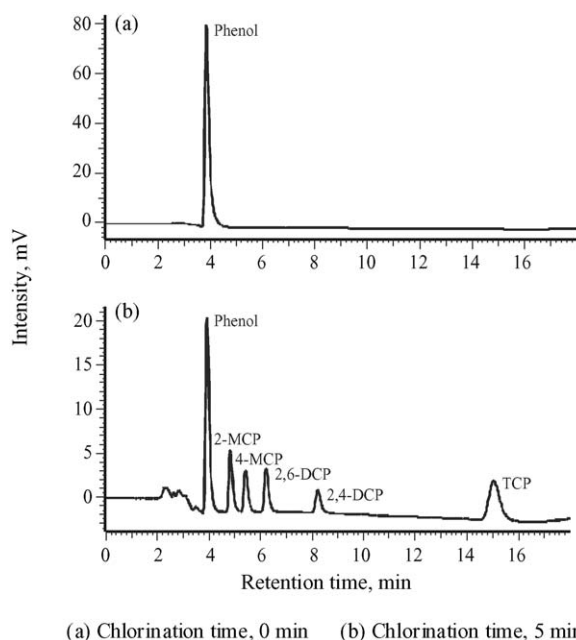 (a)
Phenol
80
60
40
20
0
0 2 4 6 8 10 12 14 16
Intensity, mV
(b)
Phenol
2-MCP
4-MCP
2,6-DCP
2,4-DCP
TCP
20
15
10
5
0
0 2 4 6 8 10 12 14 16
Retention time, min
(a) Chlorination time, 0 min (b) Chlorination time, 5 min